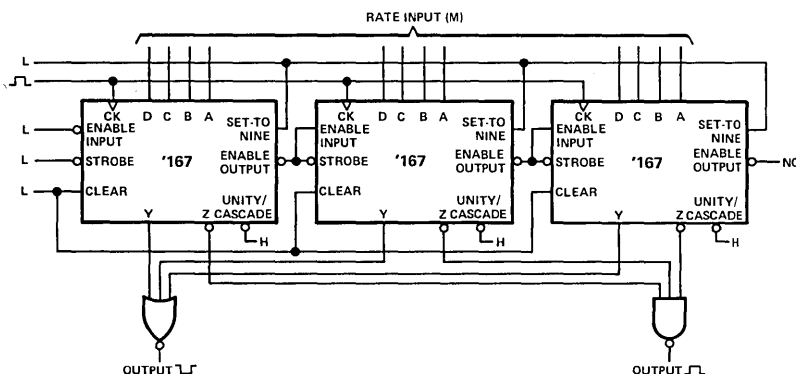 RATE INPUT (M)
L
CK D C B A
ENABLE INPUT
SET-TO NINE
L
STROBE
'167
ENABLE OUTPUT
L
CLEAR
UNITY/ CASCADE
Y
Z
H
CK D C B A
ENABLE INPUT
SET-TO NINE
STROBE
'167
ENABLE OUTPUT
CLEAR
UNITY/ CASCADE
Y
Z
H
CK D C B A
ENABLE INPUT
SET-TO NINE
STROBE
'167
ENABLE OUTPUT
NC
CLEAR
UNITY/ CASCADE
Y
Z
H
L
OUTPUT
OUTPUT